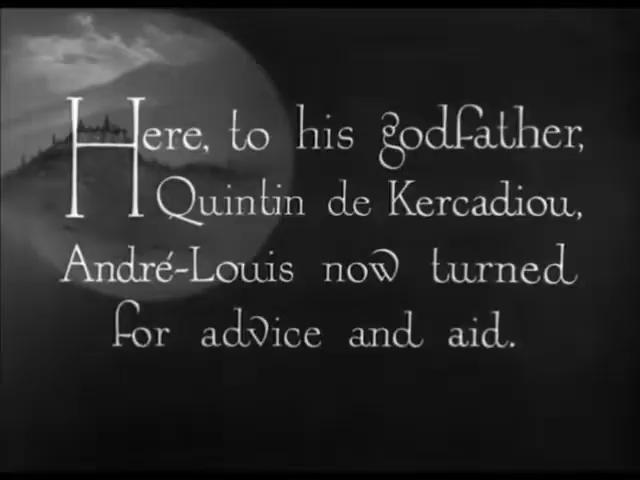 Here, to his godfather,
Quintin de Kercadiou,
André-Louis now turned
for advice and aid.